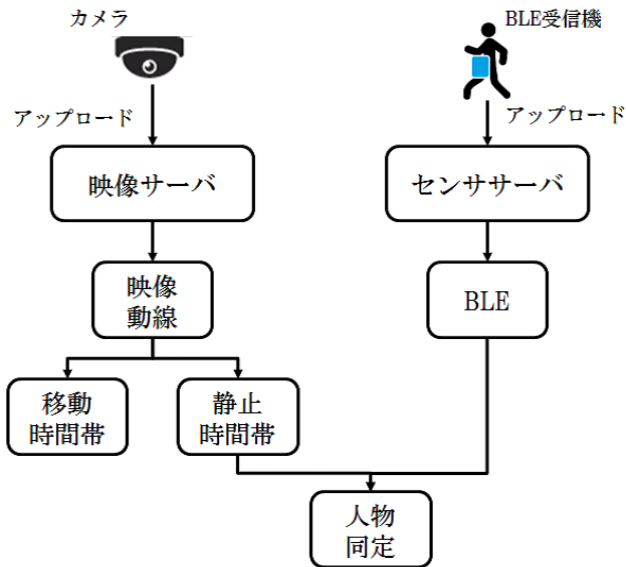 カメラ
BLE受信機
アップロード
アップロード
映像サーバ
センササーバ
映像
動線
BLE
移動
時間帯
静止
時間帯
人物
同定